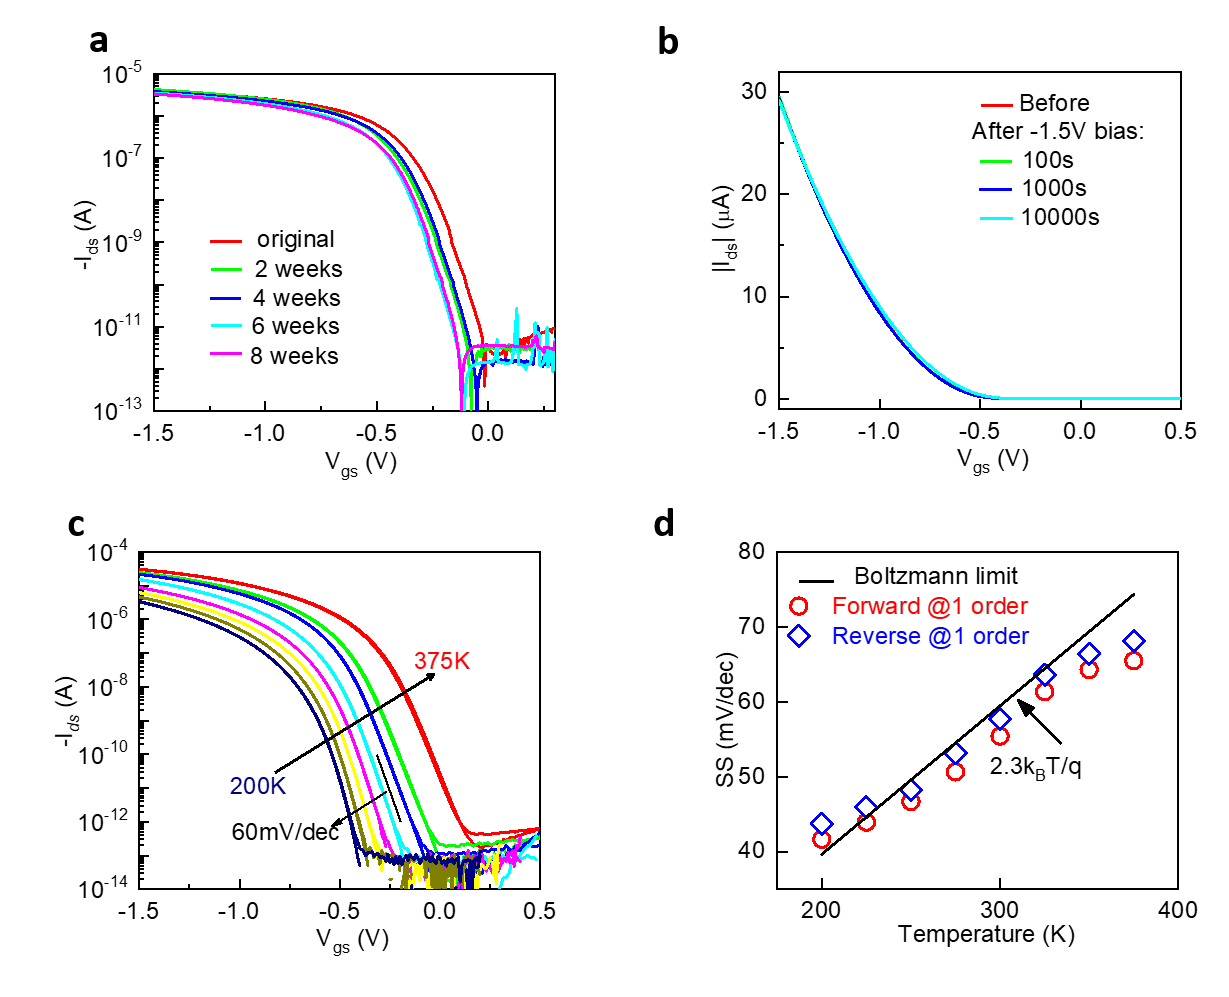 a
10⁻⁵
10⁻⁷
10⁻⁹
10⁻¹¹
10⁻¹³
-I_ds (A)
original
2 weeks
4 weeks
6 weeks
8 weeks
-1.5 -1.0 -0.5 0.0
V_gs (V)
b
30
20
10
0
|I_ds| (μA)
Before
After -1.5V bias:
100s
1000s
10000s
-1.5 -1.0 -0.5 0.0 0.5
V_gs (V)
c
10⁻⁴
10⁻⁶
10⁻⁸
10⁻¹⁰
10⁻¹²
10⁻¹⁴
-I_ds (A)
375K
200K
60mV/dec
-1.5 -1.0 -0.5 0.0 0.5
V_gs (V)
d
80
70
60
50
40
SS (mV/dec)
Boltzmann limit
Forward @1 order
Reverse @1 order
2.3k_BT/q
200 300 400
Temperature (K)